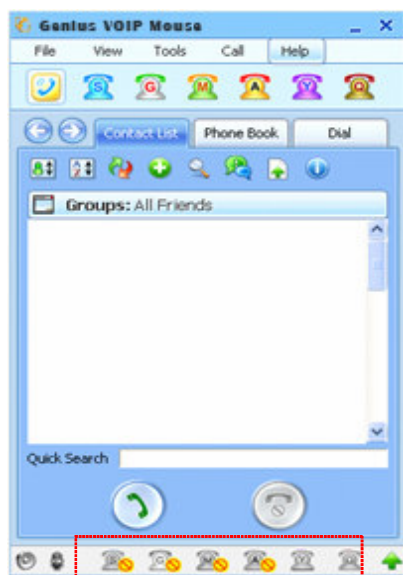 Genius VOIP Mouse
File View Tools Call Help
S G M A Y Q
Contact List Phone Book Dial
Groups: All Friends
Quick Search